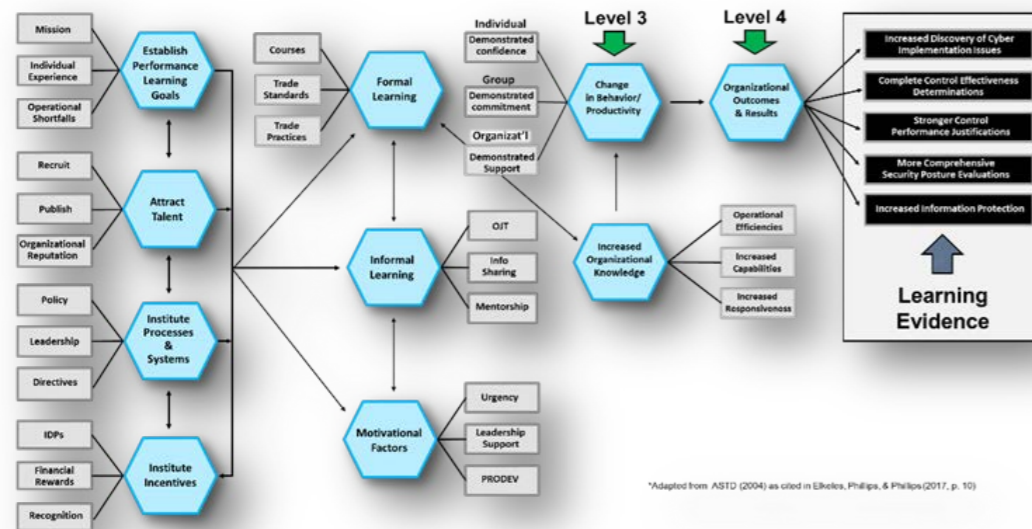 Mission
Individual
Experience
Operational
Shortfalls
Establish
Performance
Learning
Goals
Recruit
Publish
Organizational
Reputation
Attract
Talent
Policy
Leadership
Directives
Institute
Processes
&
Systems
IDPs
Financial
Rewards
Recognition
Institute
Incentives
Courses
Trade
Standards
Trade
Practices
Formal
Learning
Informal
Learning
OJT
Info
Sharing
Mentorship
Motivational
Factors
Urgency
Leadership
Support
PRODEV
Individual
Demonstrated
confidence
Group
Demonstrated
commitment
Organizat'l
Demonstrated
Support
Level 3
Change
in Behavior/
Productivity
Increased
Organizational
Knowledge
Operational
Efficiencies
Increased
Capabilities
Increased
Responsiveness
Level 4
Organizational
Outcomes
& Results
Increased Discovery of Cyber
Implementation Issues
Complete Control Effectiveness
Determinations
Stronger Control
Performance Justifications
More Comprehensive
Security Posture Evaluations
Increased Information Protection
Learning
Evidence
*Adapted from ASTD (2004) as cited in Elkeles, Phillips, & Phillips (2017, p. 10)